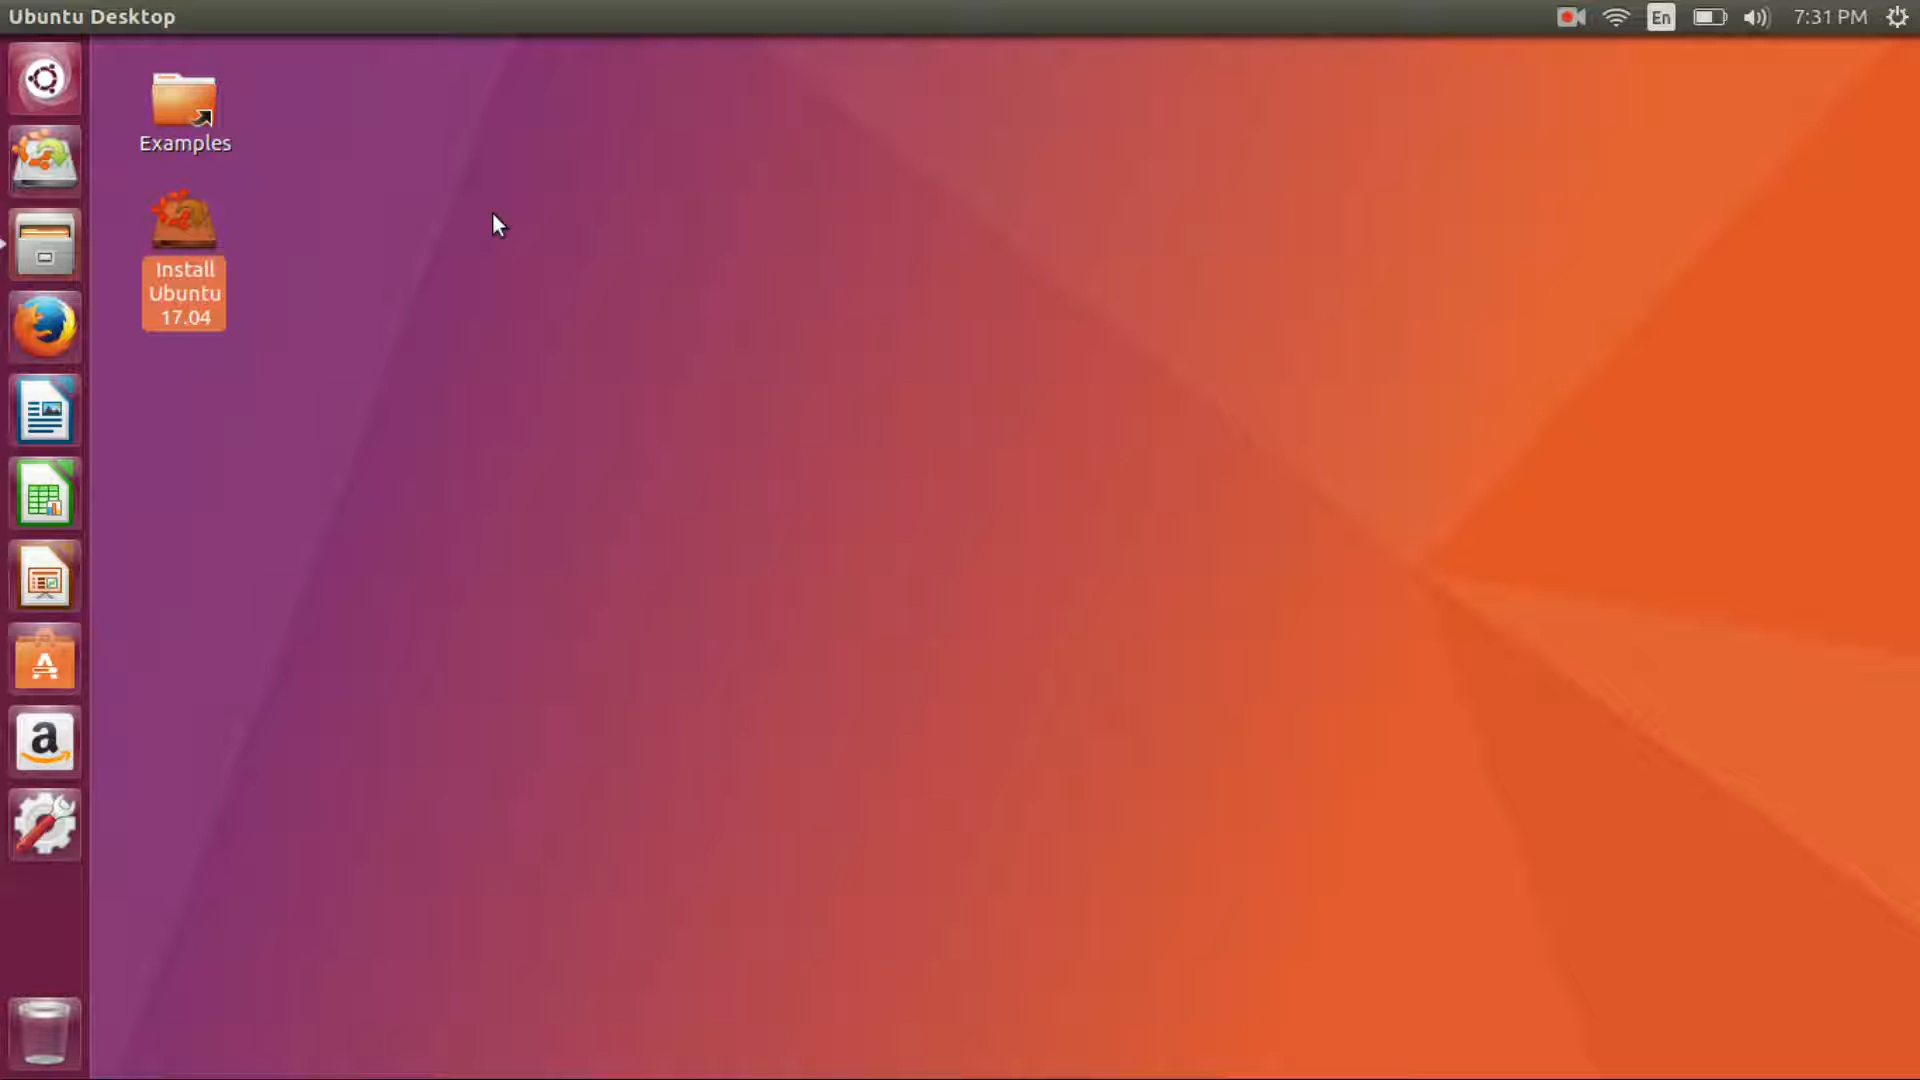 Ubuntu Desktop
En
7:31 PM
Examples
Install
Ubuntu
17.04
a